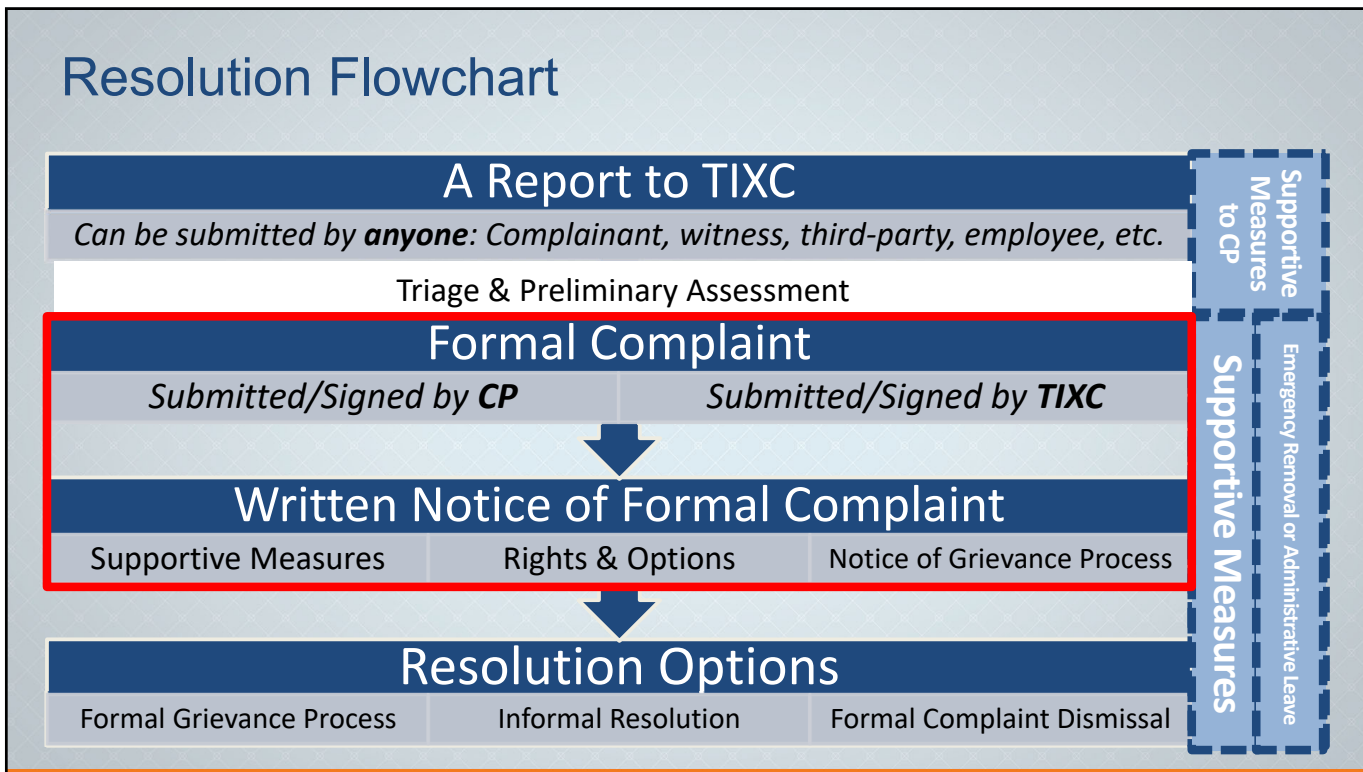 Resolution Flowchart
A Report to TIXC
Can be submitted by anyone: Complainant, witness, third-party, employee, etc.
Triage & Preliminary Assessment
Formal Complaint
Submitted/Signed by CP
Submitted/Signed by TIXC
Written Notice of Formal Complaint
Supportive Measures
Rights & Options
Notice of Grievance Process
Resolution Options
Formal Grievance Process
Informal Resolution
Formal Complaint Dismissal
Supportive
Measures
to CP
Supportive Measures
Emergency Removal or Administrative Leave